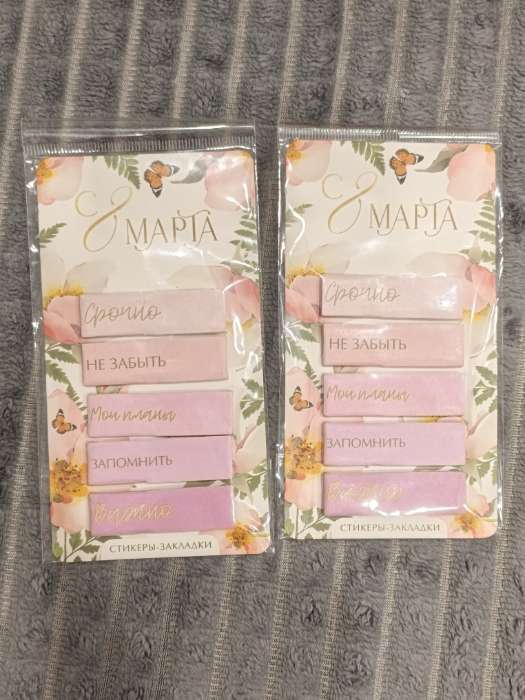 С 8
МАРТА
Срочно
НЕ ЗАБЫТЬ
Мои планы
ЗАПОМНИТЬ
Важно
СТИКЕРЫ-ЗАКЛАДКИ
С 8
МАРТА
Срочно
НЕ ЗАБЫТЬ
Мои планы
ЗАПОМНИТЬ
Важно
СТИКЕРЫ-ЗАКЛАДКИ